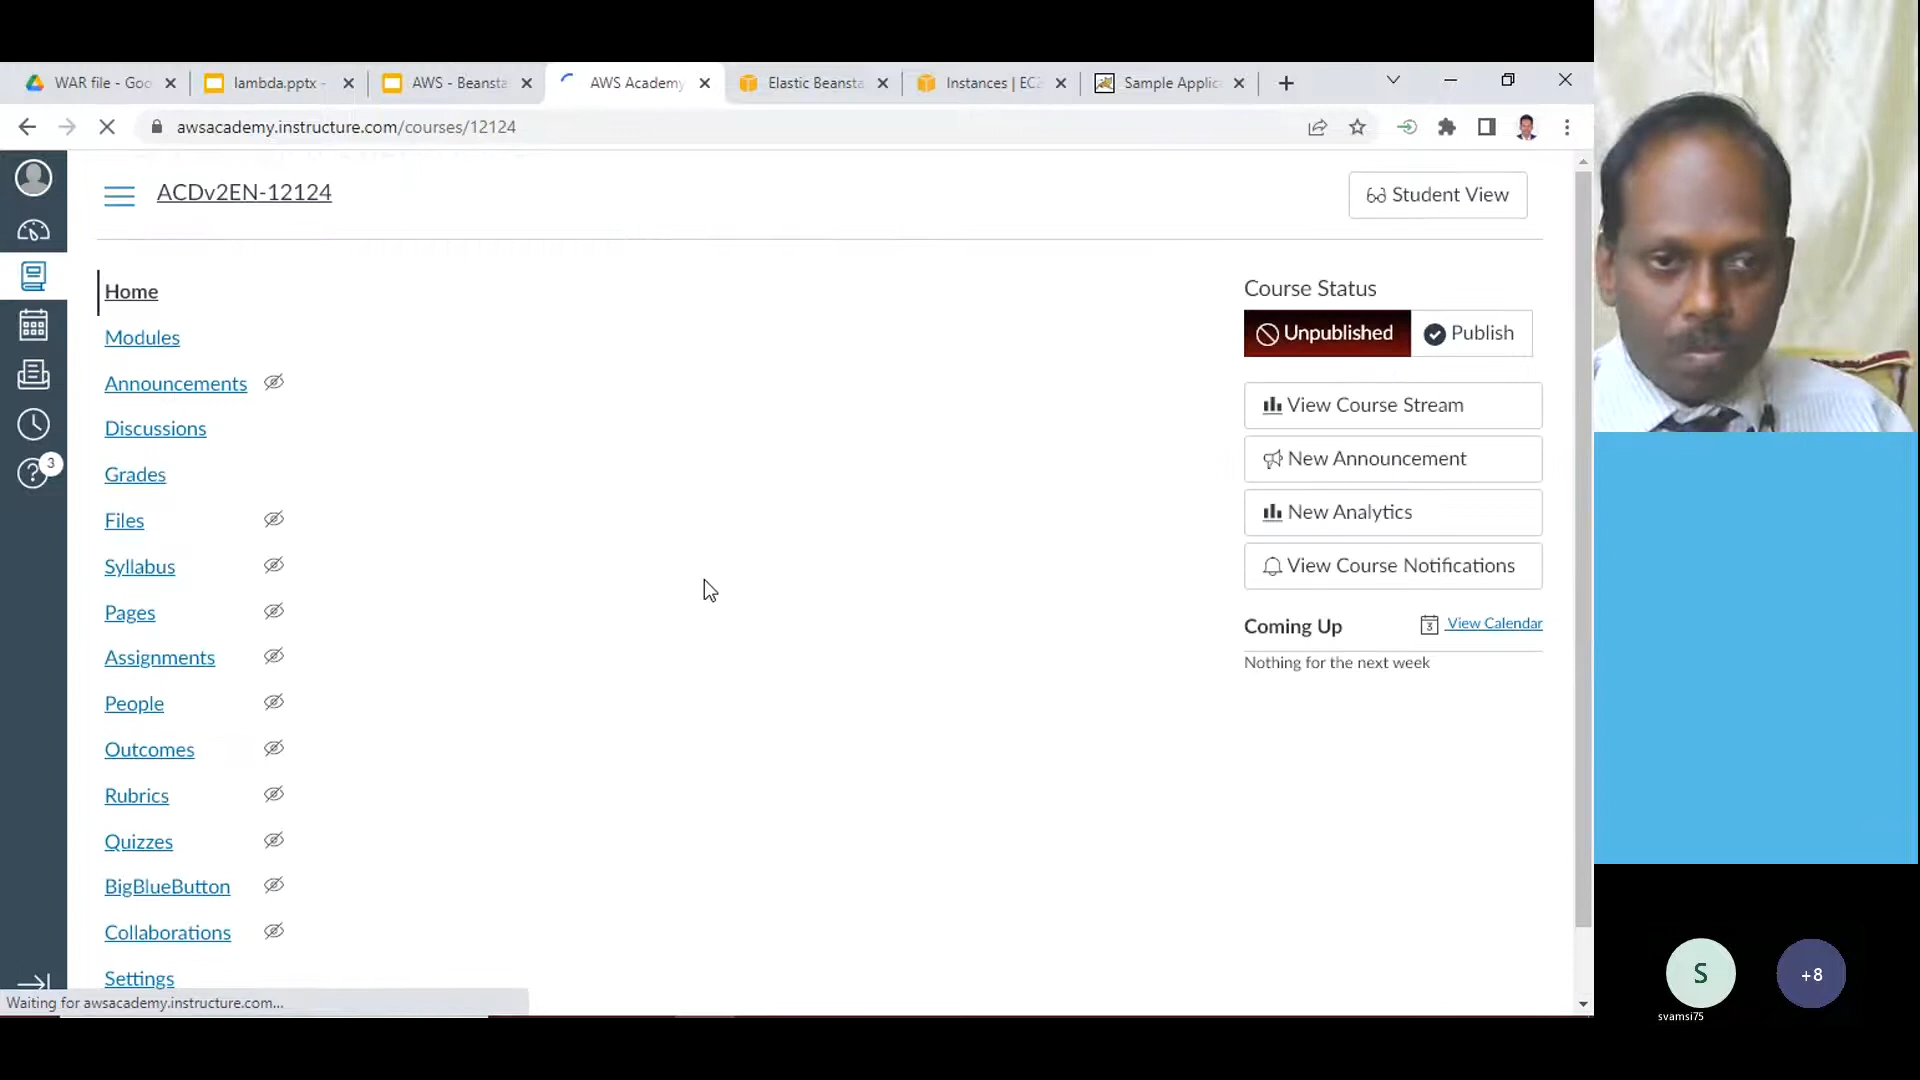 WAR file - Goo
lambda.pptx -
AWS - Beansta
AWS Academy
Elastic Beansta
Instances | EC2
Sample Applic
awsacademy.instructure.com/courses/12124
ACDv2EN-12124
Student View
Home
Modules
Announcements
Discussions
Grades
Files
Syllabus
Pages
Assignments
People
Outcomes
Rubrics
Quizzes
BigBlueButton
Collaborations
Settings
3
Course Status
Unpublished
Publish
View Course Stream
New Announcement
New Analytics
View Course Notifications
Coming Up
3
View Calendar
Nothing for the next week
Waiting for awsacademy.instructure.com...
S
+8
svamsi75